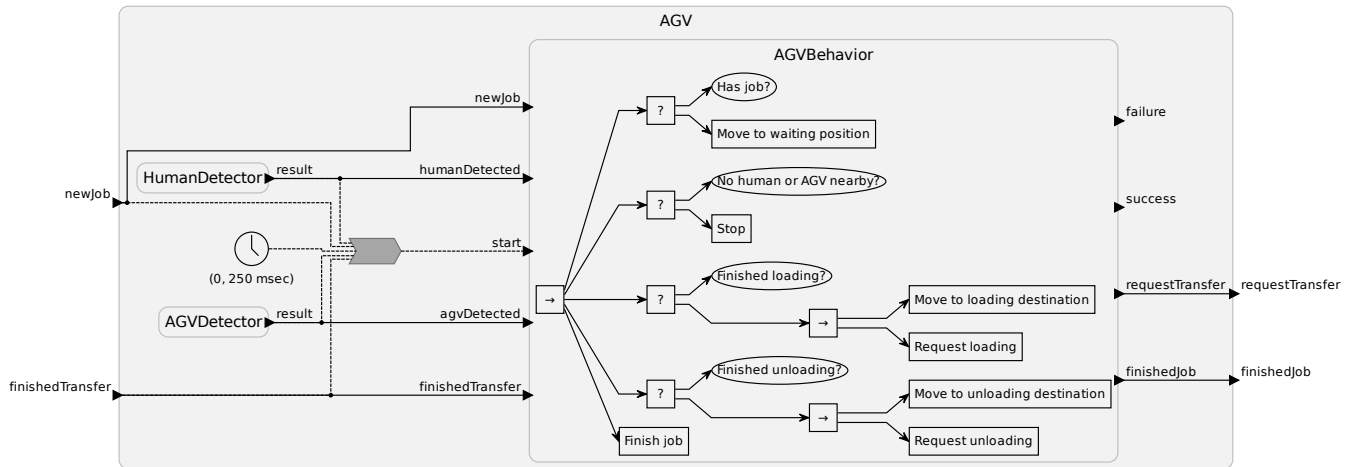 AGV
AGVBehavior
newJob
humanDetected
start
agvDetected
finishedTransfer
newJob
finishedTransfer
HumanDetector
result
(0, 250 msec)
AGVDetector
result
→
?
Has job?
Move to waiting position
?
No human or AGV nearby?
Stop
?
Finished loading?
→
Move to loading destination
Request loading
?
Finished unloading?
→
Move to unloading destination
Request unloading
Finish job
failure
success
requestTransfer
requestTransfer
finishedJob
finishedJob